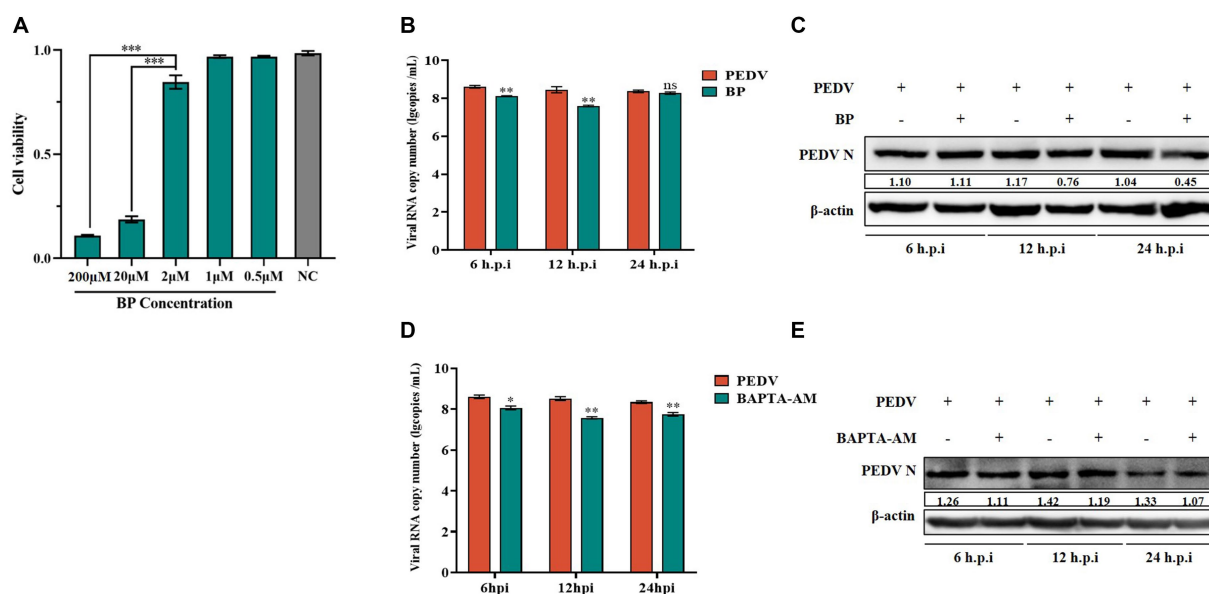 A
1.0
0.5
0.0
Cell viability
***
***
200μM 20μM 2μM 1μM 0.5μM NC
BP Concentration
B
Viral RNA copy number (lgcopies /mL)
10
8
6
4
2
0
** ** ns
6 h.p.i 12 h.p.i 24 h.p.i
PEDV
BP
C
PEDV + + + + + +
BP - + - + - +
PEDV N
1.10 1.11 1.17 0.76 1.04 0.45
β-actin
6 h.p.i 12 h.p.i 24 h.p.i
D
Viral RNA copy number (lgcopies /mL)
10
8
6
4
2
0
* ** **
6hpi 12hpi 24hpi
PEDV
BAPTA-AM
E
PEDV + + + + + +
BAPTA-AM - + - + - +
PEDV N
1.26 1.11 1.42 1.19 1.33 1.07
β-actin
6 h.p.i 12 h.p.i 24 h.p.i